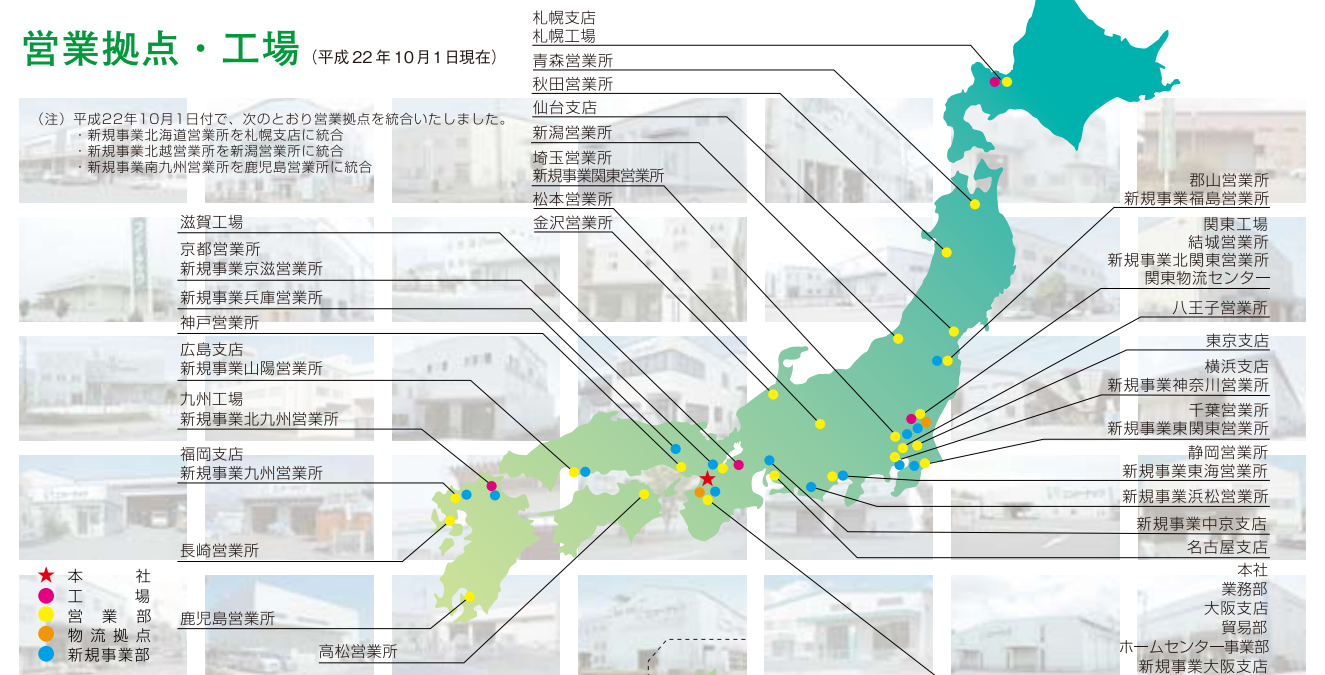 営業拠点・工場（平成22年10月1日現在）
（注）平成22年10月1日付で、次のとおり営業拠点を統合いたしました。
・新規事業北海道営業所を札幌支店に統合
・新規事業北越営業所を新潟営業所に統合
・新規事業南九州営業所を鹿児島営業所に統合
札幌支店
札幌工場
青森営業所
秋田営業所
仙台支店
新潟営業所
埼玉営業所
新規事業関東営業所
松本営業所
金沢営業所
滋賀工場
京都営業所
新規事業京滋営業所
新規事業兵庫営業所
神戸営業所
広島支店
新規事業山陽営業所
九州工場
新規事業北九州営業所
福岡支店
新規事業九州営業所
長崎営業所
鹿児島営業所
高松営業所
郡山営業所
新規事業福島営業所
関東工場
結城営業所
新規事業北関東営業所
関東物流センター
八王子営業所
東京支店
横浜支店
新規事業神奈川営業所
千葉営業所
新規事業東関東営業所
静岡営業所
新規事業東海営業所
新規事業浜松営業所
新規事業中京支店
名古屋支店
本社
業務部
大阪支店
貿易部
ホームセンター事業部
新規事業大阪支店
本社
工場
営業部
物流拠点
新規事業部